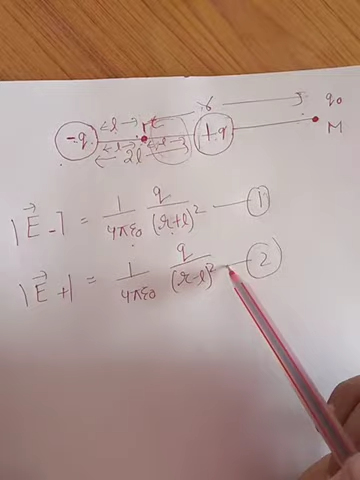 r q₀
l r
-q l +q M
2l
|E⃗_-| = 1/4πε₀ q/(r+l)² — ①
|E⃗_+| = 1/4πε₀ q/(r-l)² — ②